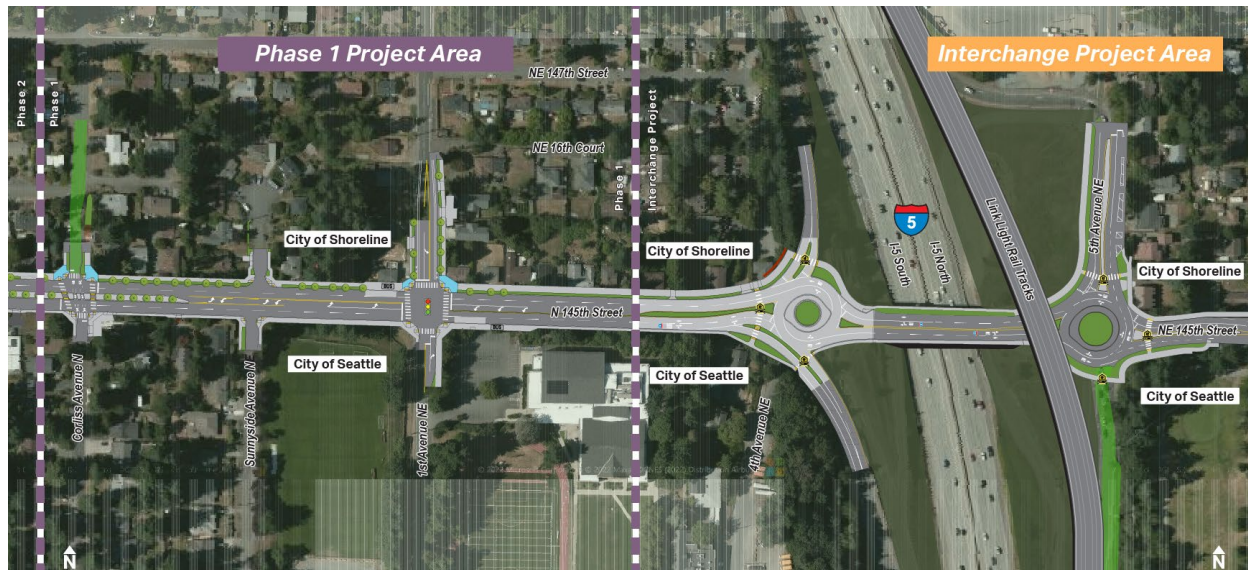 Phase 1 Project Area
Interchange Project Area
Phase 2
Phase 1
NE 147th Street
NE 16th Court
Phase 1
Interchange Project
City of Shoreline
City of Shoreline
5
I-5 South
I-5 North
Link Light Rail Tracks
5th Avenue NE
City of Shoreline
BUS
N 145th Street
BUS
NE 145th Street
City of Seattle
City of Seattle
City of Seattle
Corliss Avenue N
Sunnyside Avenue N
1st Avenue NE
4th Avenue NE
N
N